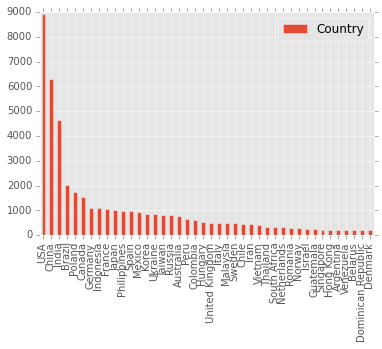 9000
8000
7000
6000
5000
4000
3000
2000
1000
0
Country
USA
China
India
Brazil
Poland
Canada
Germany
Indonesia
France
Japan
Philippines
Spain
Mexico
Korea
Ukraine
Taiwan
Russia
Australia
Peru
Colombia
Hungary
United Kingdom
Italy
Malaysia
Sweden
Chile
Iran
Vietnam
Thailand
South Africa
Netherlands
Romania
Norway
Israel
Guatemala
Singapore
Hong Kong
Argentina
Venezuela
Belarus
Dominican Republic
Denmark